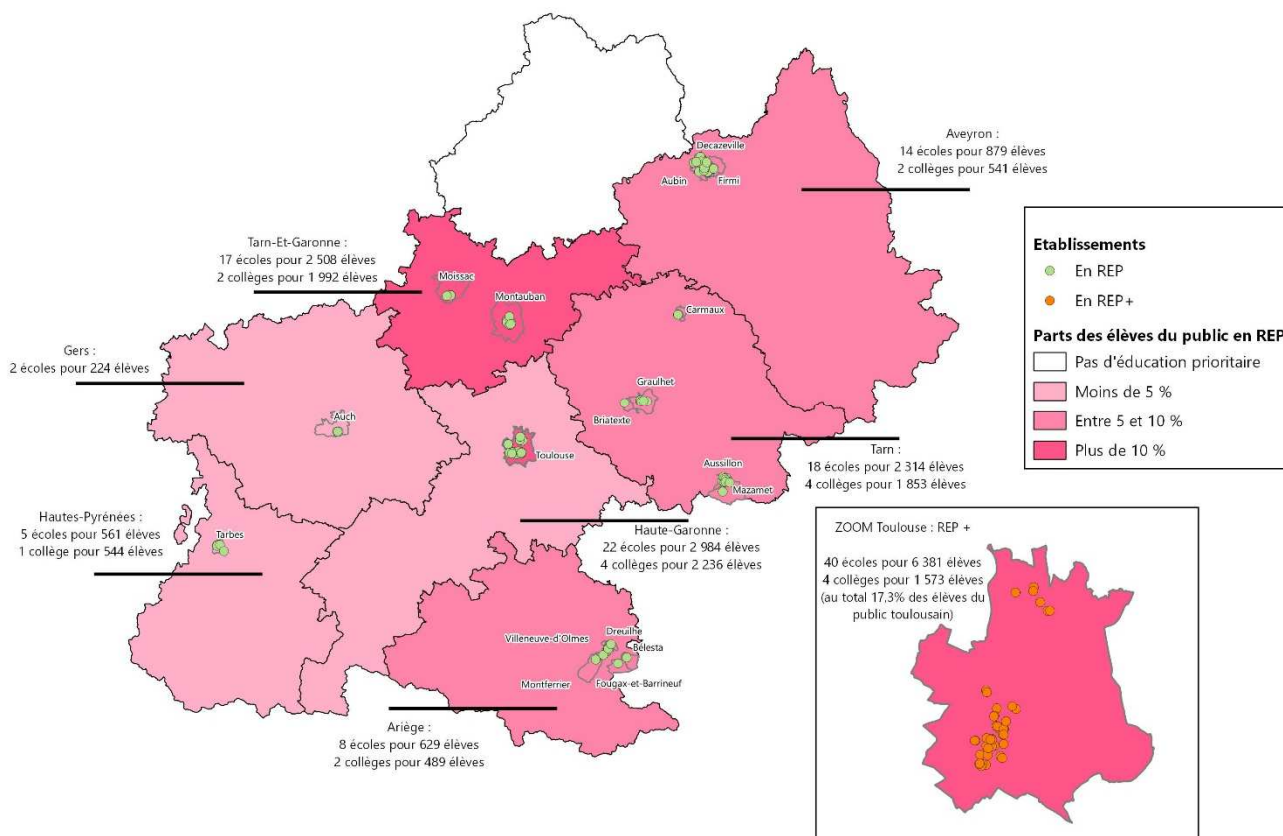 Decazeville
Aubin
Firmi
Aveyron :
14 écoles pour 879 élèves
2 collèges pour 541 élèves
Tarn-Et-Garonne :
17 écoles pour 2 508 élèves
2 collèges pour 1 992 élèves
Moissac
Montauban
Carmaux
Gers :
2 écoles pour 224 élèves
Auch
Graulhet
Briatexte
Toulouse
Aussillon
Mazamet
Tarn :
18 écoles pour 2 314 élèves
4 collèges pour 1 853 élèves
Hautes-Pyrénées :
5 écoles pour 561 élèves
1 collège pour 544 élèves
Tarbes
Haute-Garonne :
22 écoles pour 2 984 élèves
4 collèges pour 2 236 élèves
Dreuilhe
Villeneuve-d'Olmes
Bélesta
Montferrier
Fougax-et-Barrineuf
Ariège :
8 écoles pour 629 élèves
2 collèges pour 489 élèves
Etablissements
En REP
En REP+
Parts des élèves du public en REP
Pas d'éducation prioritaire
Moins de 5 %
Entre 5 et 10 %
Plus de 10 %
ZOOM Toulouse : REP +
40 écoles pour 6 381 élèves
4 collèges pour 1 573 élèves
(au total 17,3% des élèves du
public toulousain)